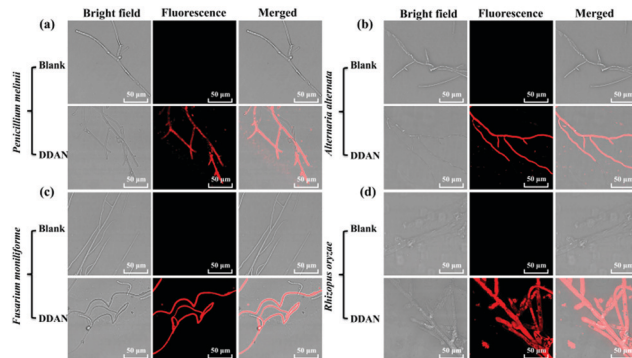 Bright field Fluorescence Merged
Bright field Fluorescence Merged
(a)
Penicillium melinii
Blank
50 µm 50 µm 50 µm
DDAN
50 µm 50 µm 50 µm
(b)
Alternaria alternata
Blank
50 µm 50 µm 50 µm
DDAN
50 µm 50 µm 50 µm
(c)
Fusarium moniliforme
Blank
50 µm 50 µm 50 µm
DDAN
50 µm 50 µm 50 µm
(d)
Rhizopus oryzae
Blank
50 µm 50 µm 50 µm
DDAN
50 µm 50 µm 50 µm